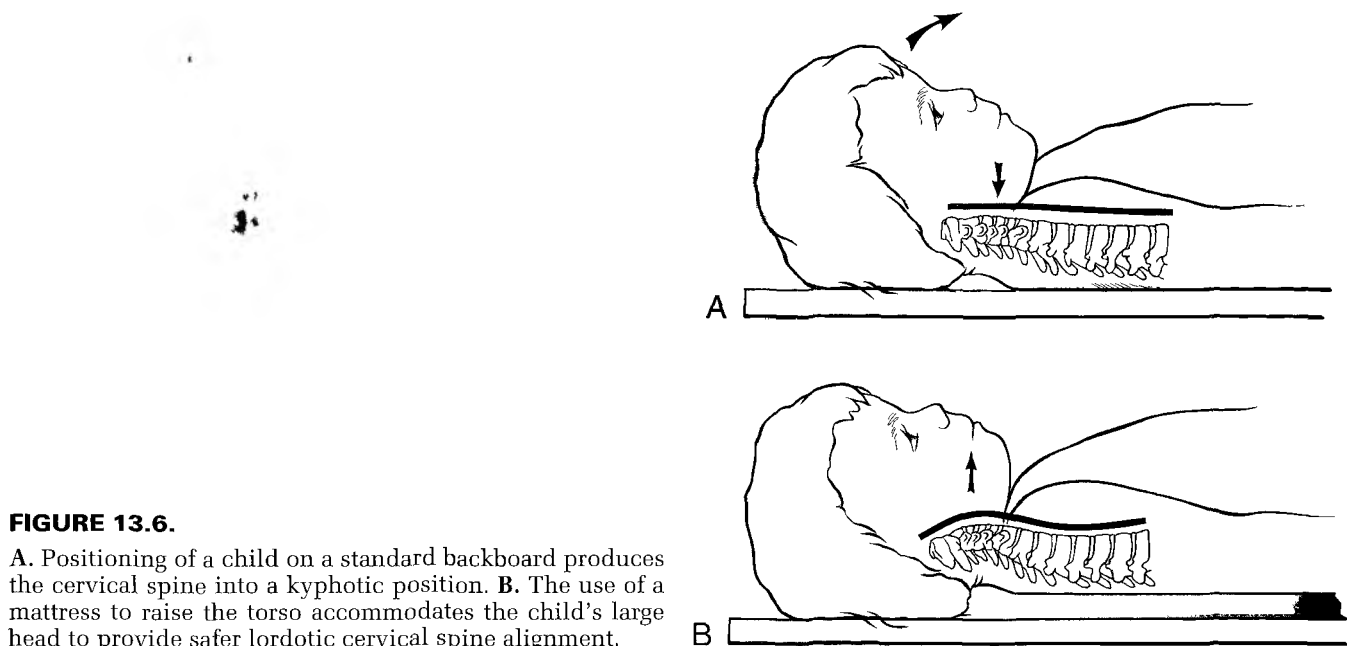 FIGURE 13.6.
A. Positioning of a child on a standard backboard produces
the cervical spine into a kyphotic position. B. The use of a
mattress to raise the torso accommodates the child's large
head to provide safer lordotic cervical spine alignment.
A
B